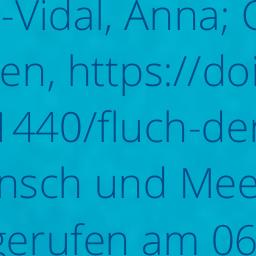 -Vidal, Anna;
en, https://doi
1440/fluch-der
nsch und Mee
gerufen am 06